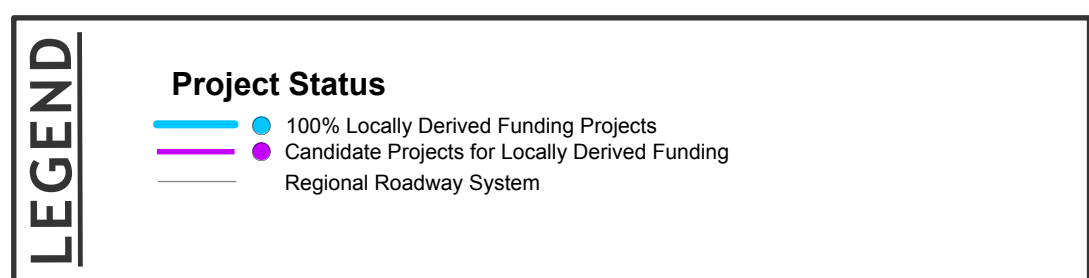 LEGEND
Project Status
100% Locally Derived Funding Projects
Candidate Projects for Locally Derived Funding
Regional Roadway System